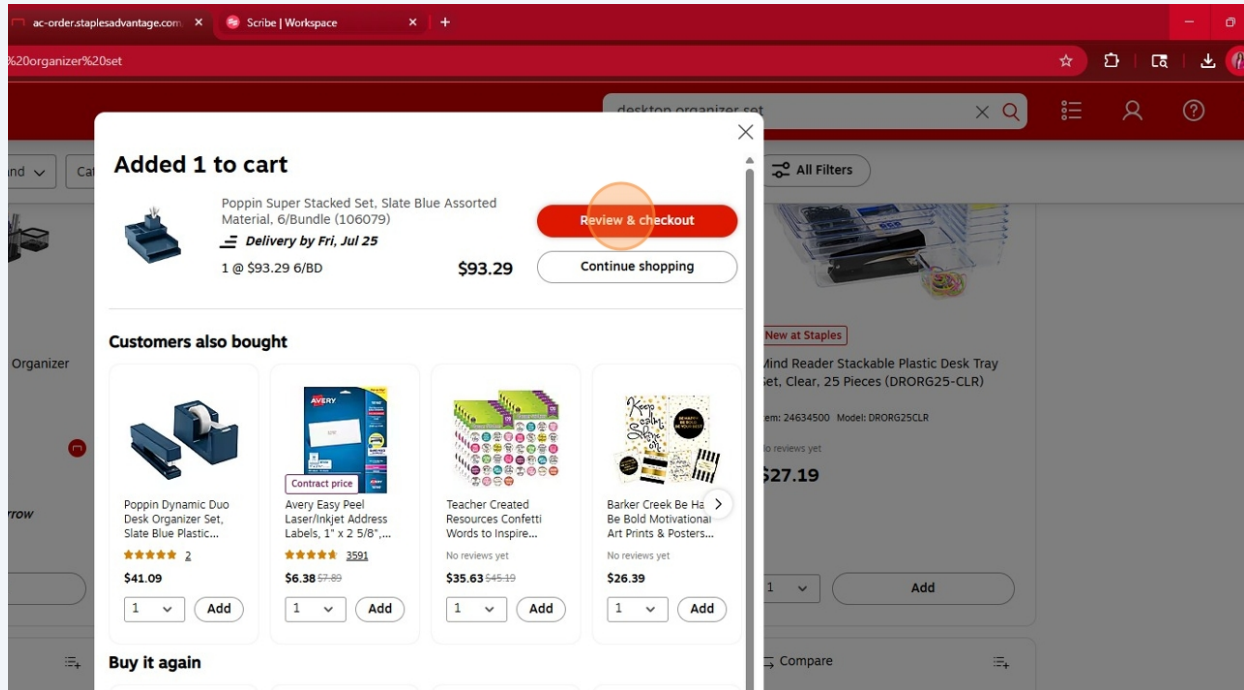 ac-order.staplesadvantage.com
Scribe | Workspace
%20organizer%20set
desktop organizer set
All Filters
Added 1 to cart
Poppin Super Stacked Set, Slate Blue Assorted
Material, 6/Bundle (106079)
Delivery by Fri, Jul 25
1 @ $93.29 6/BD
$93.29
Review & checkout
Continue shopping
Organizer
New at Staples
Mind Reader Stackable Plastic Desk Tray
Set, Clear, 25 Pieces (DRORG25-CLR)
Item: 24634500 Model: DRORG25CLR
No reviews yet
$27.19
1
Add
Compare
Customers also bought
Poppin Dynamic Duo
Desk Organizer Set,
Slate Blue Plastic...
2
$41.09
1
Add
AVERY
Contract price
Avery Easy Peel
Laser/Inkjet Address
Labels, 1" x 2 5/8",...
3591
$6.38 $7.89
1
Add
Teacher Created
Resources Confetti
Words to Inspire...
No reviews yet
$35.63 $45.19
1
Add
Keep
calm,
Shine
Barker Creek Be Ha
Be Bold Motivational
Art Prints & Posters...
No reviews yet
$26.39
1
Add
Buy it again